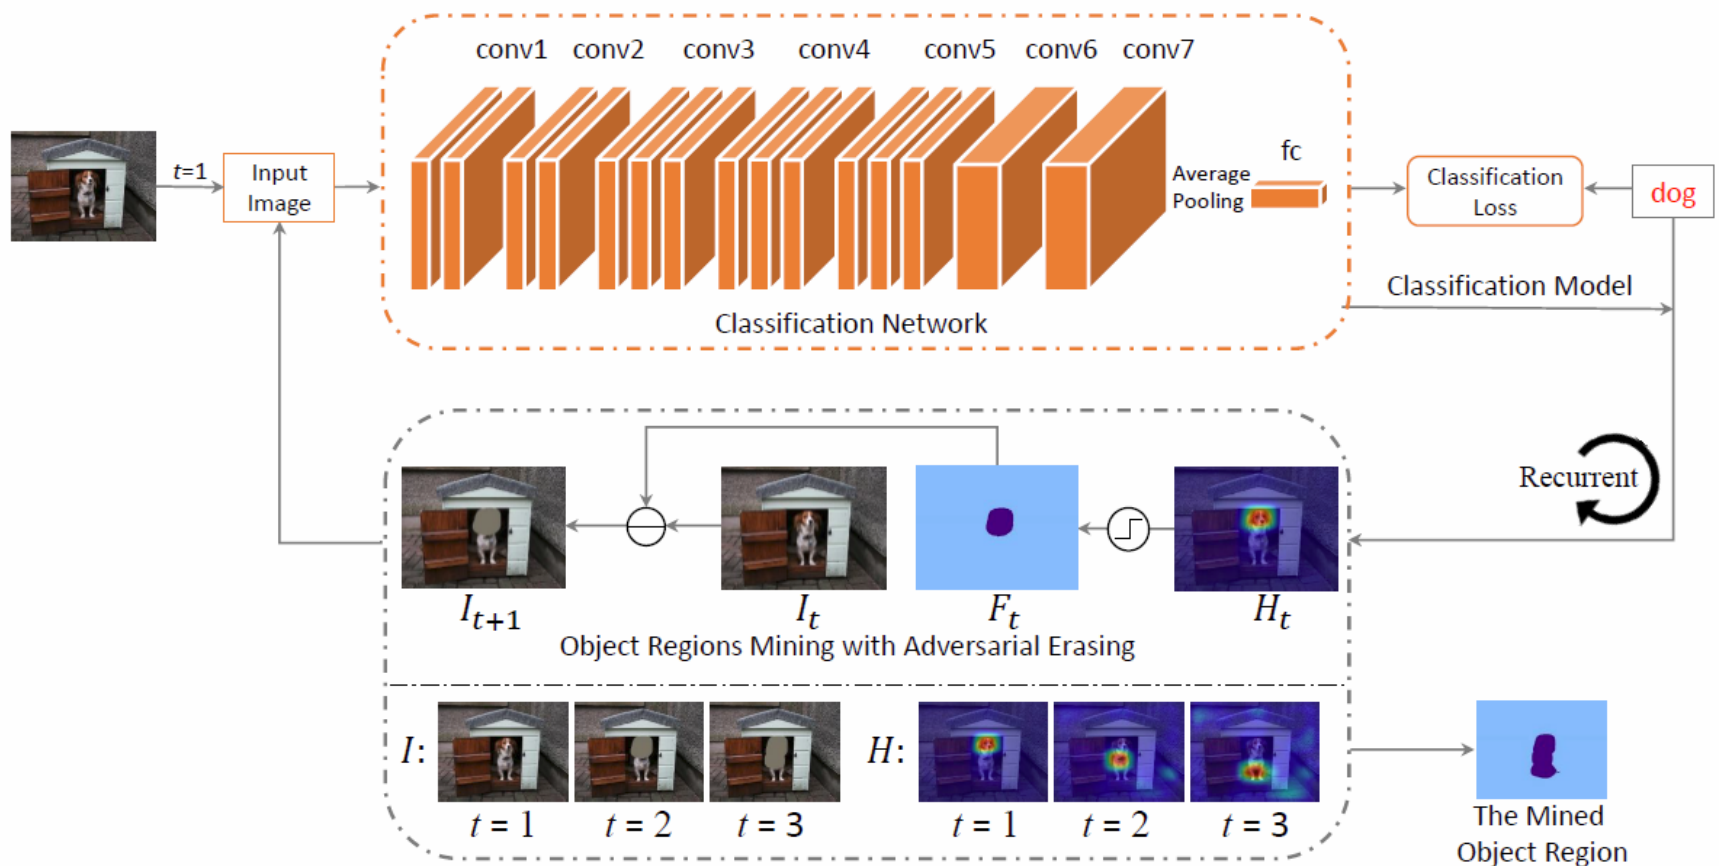 conv1 conv2 conv3 conv4 conv5 conv6 conv7
t=1
Input
Image
Average
Pooling
fc
Classification
Loss
dog
Classification Network
Classification Model
Recurrent
I_{t+1}
I_t
F_t
H_t
Object Regions Mining with Adversarial Erasing
I:
t = 1 t = 2 t = 3
H:
t = 1 t = 2 t = 3
The Mined
Object Region